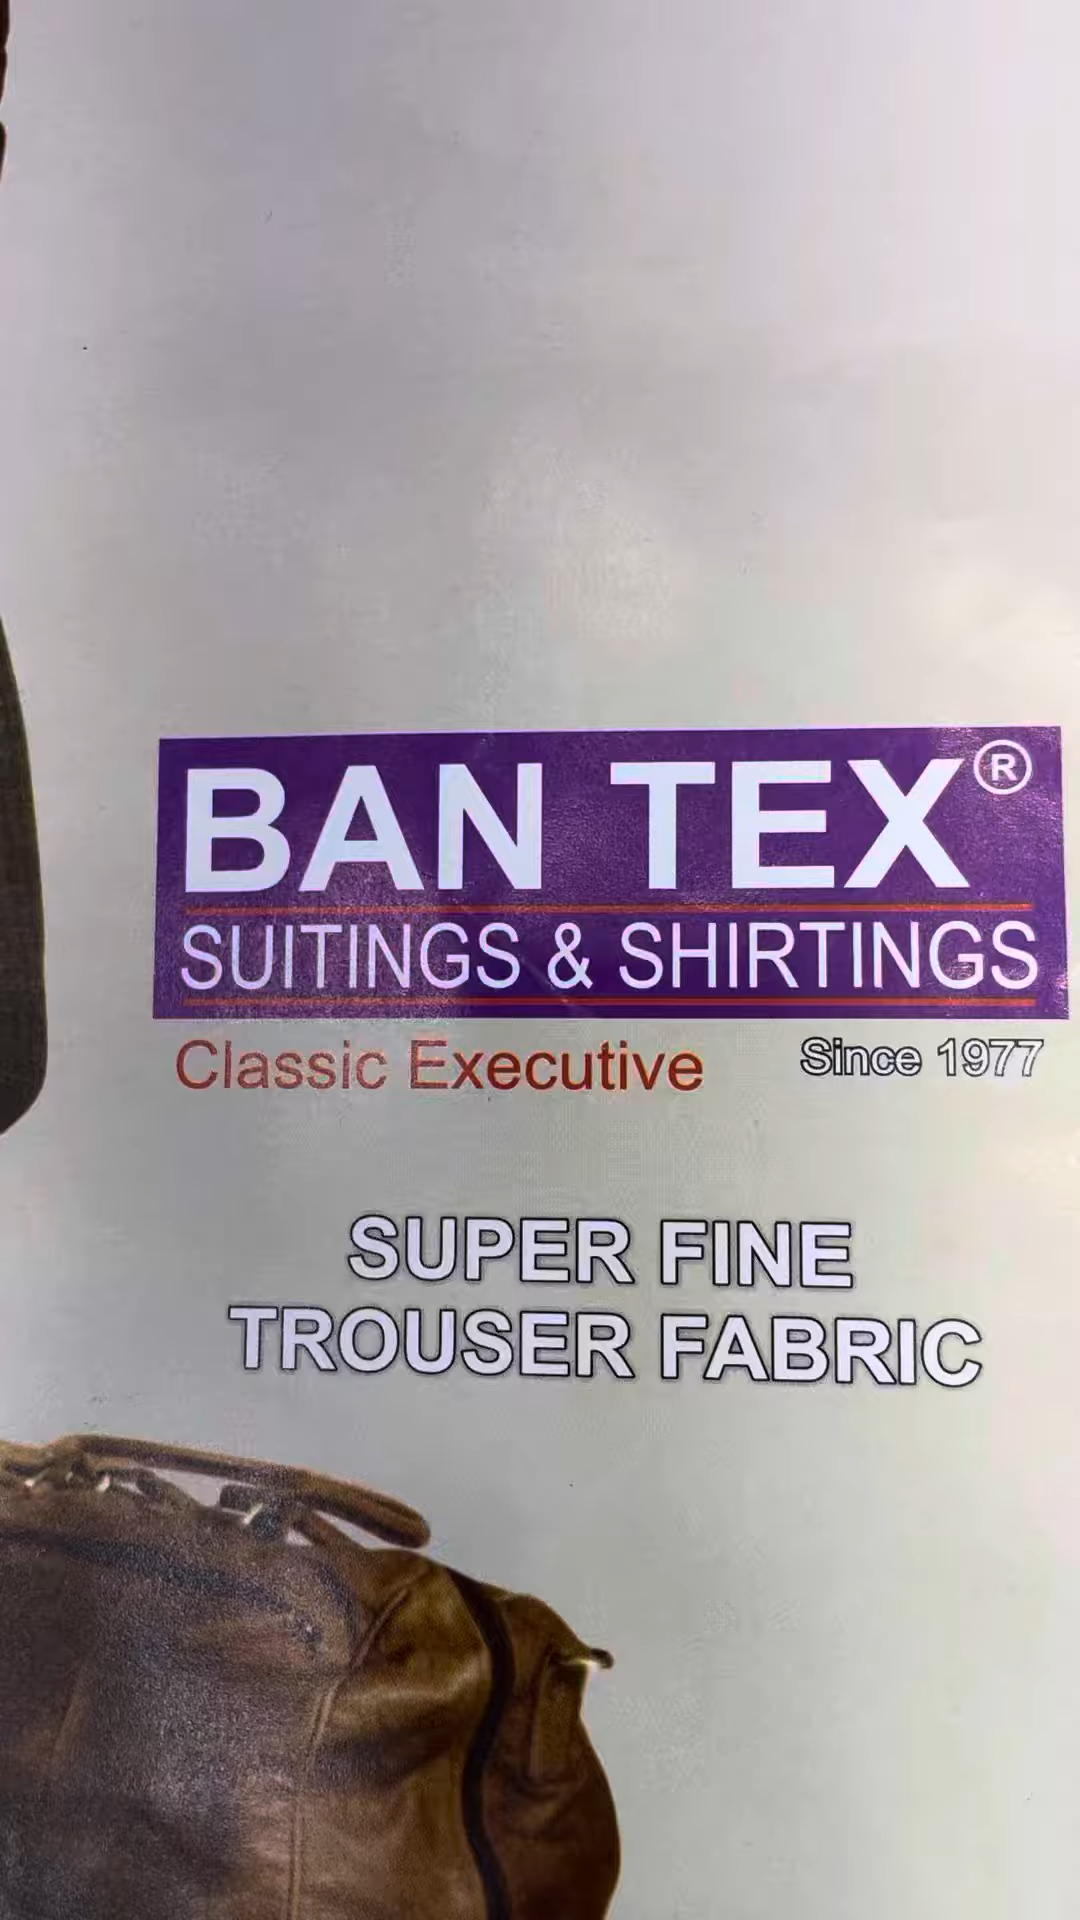 BAN TEX®
SUITINGS & SHIRTINGS
Classic Executive Since 1977
SUPER FINE
TROUSER FABRIC